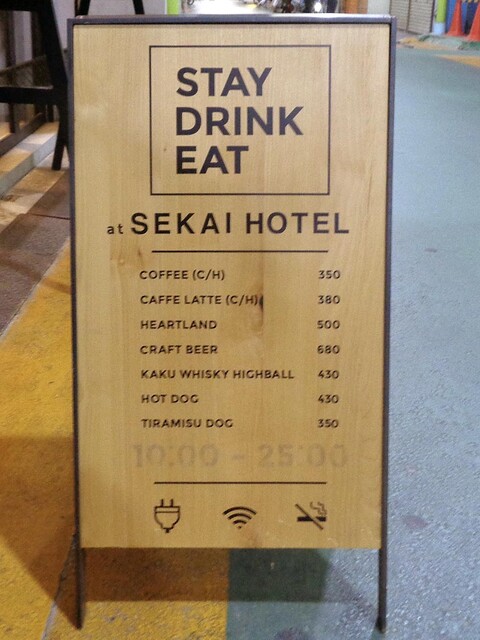 STAY
DRINK
EAT
at SEKAI HOTEL
COFFEE (C/H) 350
CAFFE LATTE (C/H) 380
HEARTLAND 500
CRAFT BEER 680
KAKU WHISKY HIGHBALL 430
HOT DOG 430
TIRAMISU DOG 350
10:00 - 25:00